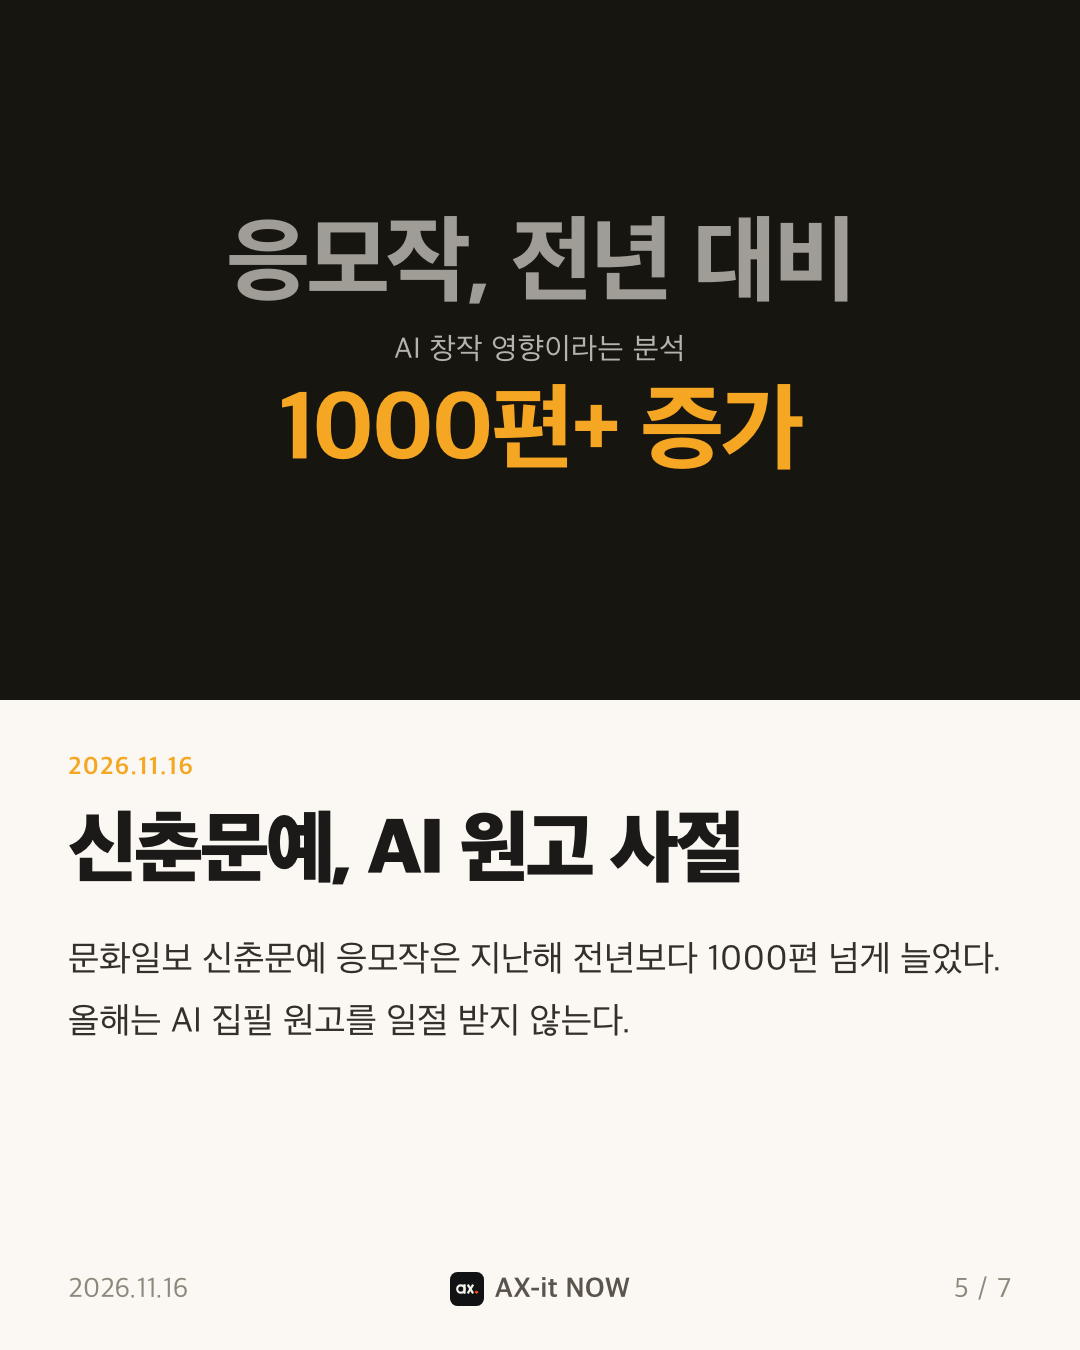 응모작, 전년 대비
AI 창작 영향이라는 분석
1000편+ 증가
2026.11.16
신춘문예, AI 원고 사절
문화일보 신춘문예 응모작은 지난해 전년보다 1000편 넘게 늘었다.
올해는 AI 집필 원고를 일절 받지 않는다.
2026.11.16
ax. AX-it NOW
5 / 7